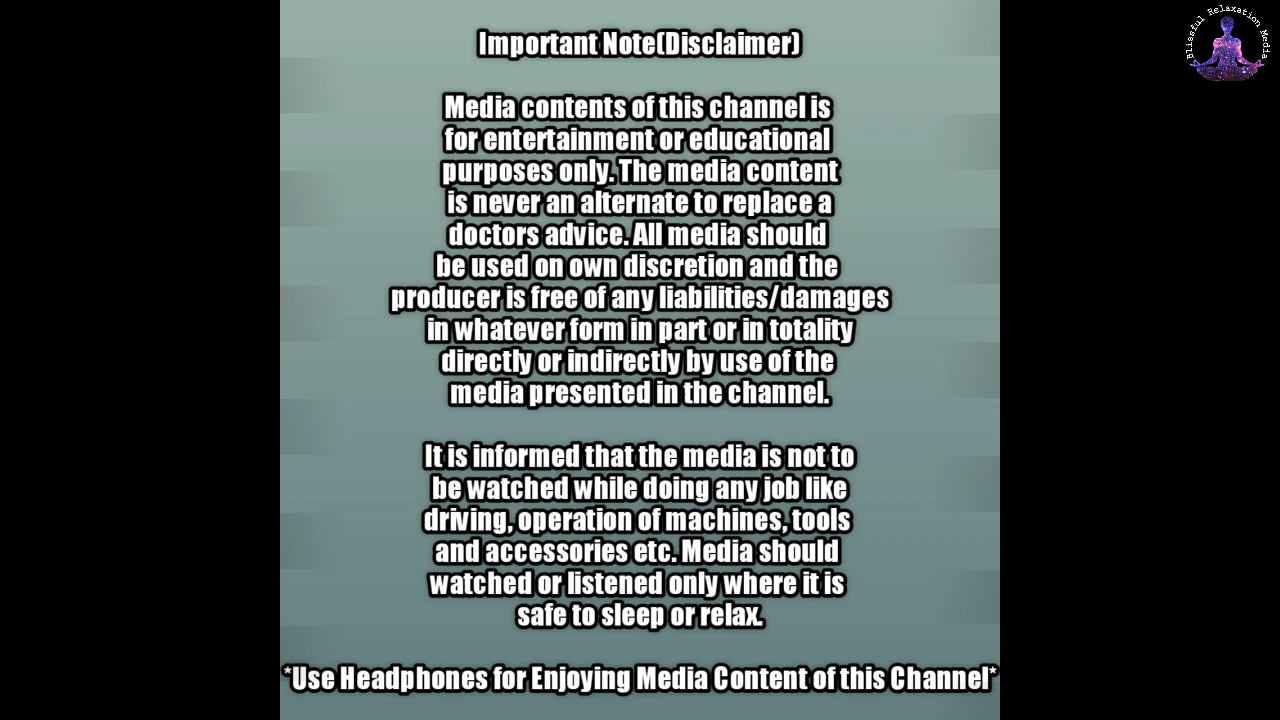 Important Note(Disclaimer)
Media contents of this channel is
for entertainment or educational
purposes only. The media content
is never an alternate to replace a
doctors advice. All media should
be used on own discretion and the
producer is free of any liabilities/damages
in whatever form in part or in totality
directly or indirectly by use of the
media presented in the channel.
It is informed that the media is not to
be watched while doing any job like
driving, operation of machines, tools
and accessories etc. Media should
watched or listened only where it is
safe to sleep or relax.
*Use Headphones for Enjoying Media Content of this Channel*
Blissful Relaxation Media